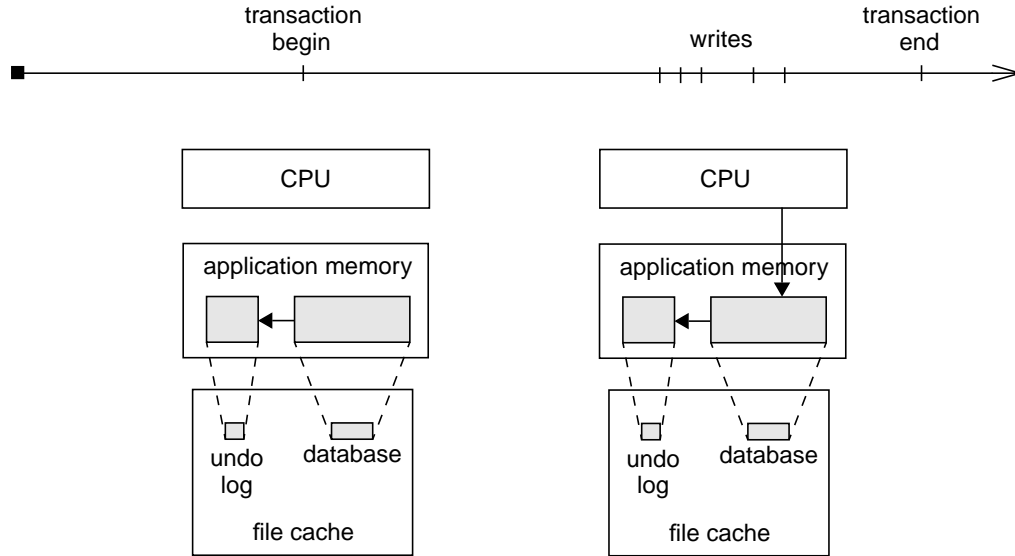 transaction
begin
writes
transaction
end
CPU
application memory
undo
log
database
file cache
CPU
application memory
undo
log
database
file cache